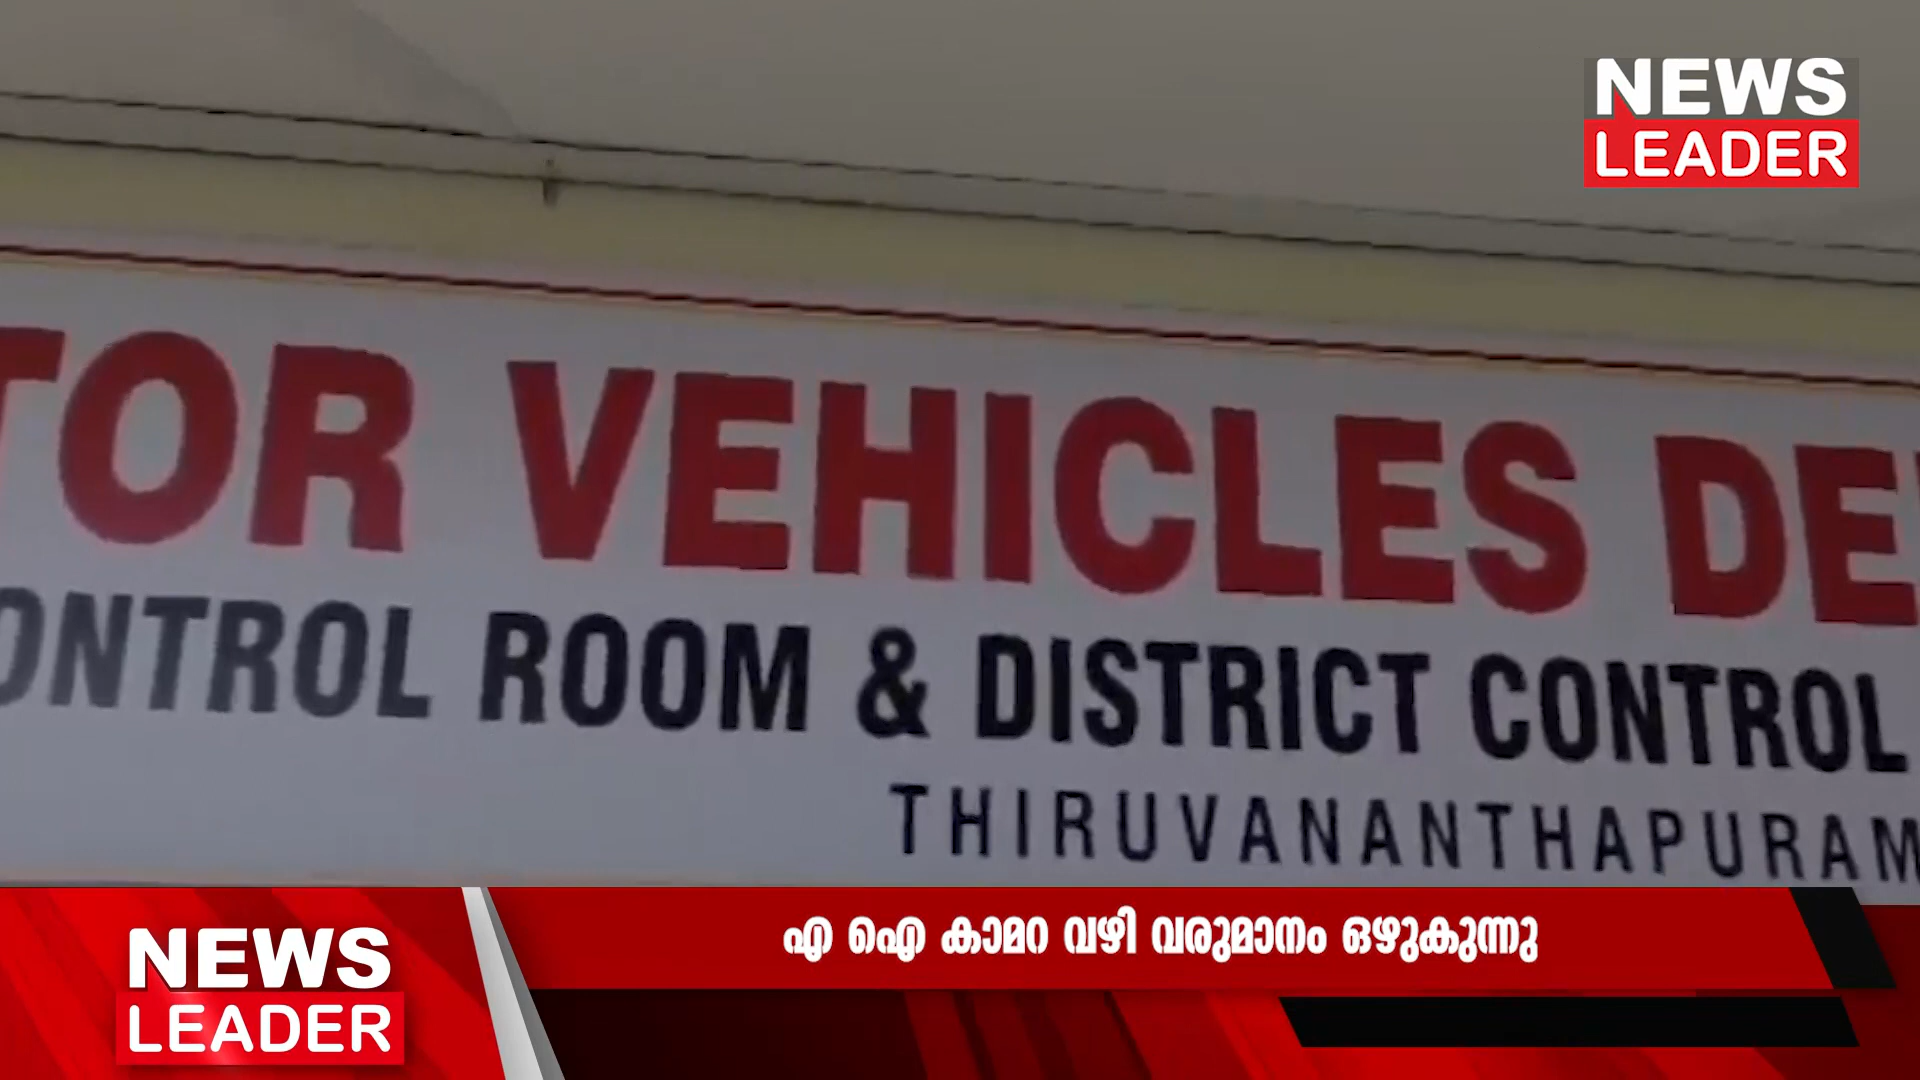 NEWS
LEADER
TOR VEHICLES DE
ONTROL ROOM & DISTRICT CONTROL
THIRUVANANTHAPURAM
എ ഐ കാമറ വഴി വരുമാനം ഒഴുകുന്നു
NEWS
LEADER